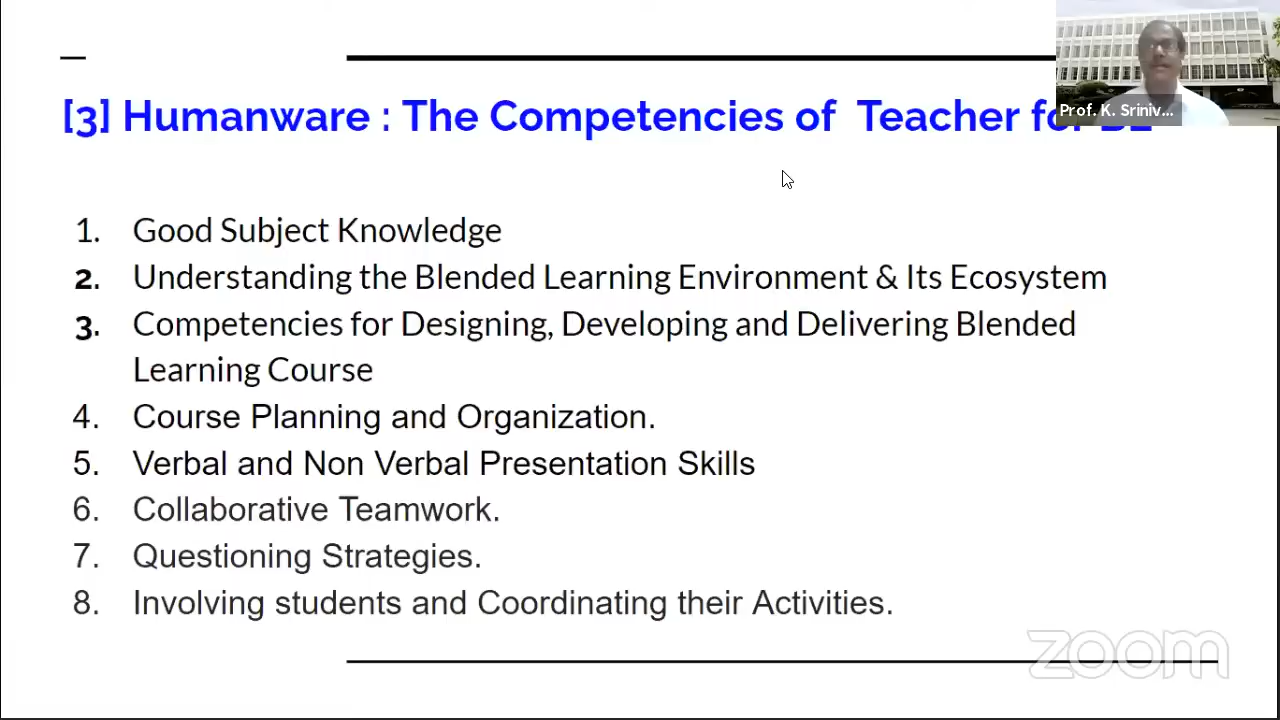 [3] Humanware : The Competencies of Teacher for BL
Prof. K. Sriniv...
1. Good Subject Knowledge
2. Understanding the Blended Learning Environment & Its Ecosystem
3. Competencies for Designing, Developing and Delivering Blended
Learning Course
4. Course Planning and Organization.
5. Verbal and Non Verbal Presentation Skills
6. Collaborative Teamwork.
7. Questioning Strategies.
8. Involving students and Coordinating their Activities.
zoom